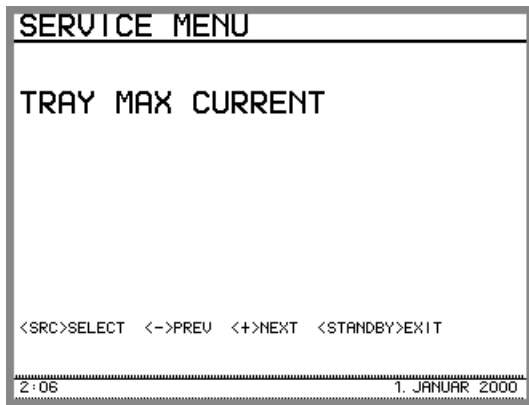 SERVICE MENU
TRAY MAX CURRENT
<SRC>SELECT <->PREV <+>NEXT <STANDBY>EXIT
2:06 1. JANUAR 2000